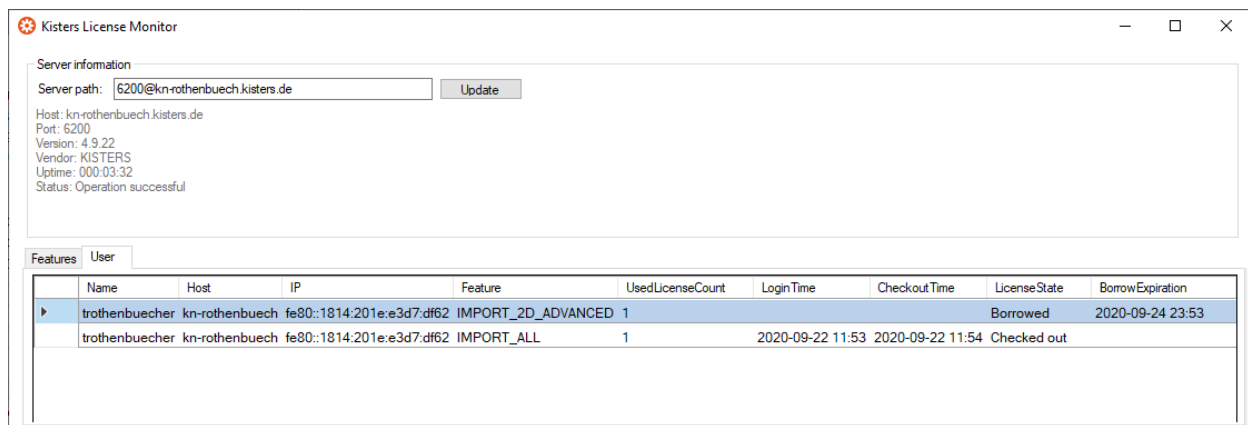 Kisters License Monitor
Server information
Server path: 6200@kn-rothenbuech.kisters.de Update
Host: kn-rothenbuech.kisters.de
Port: 6200
Version: 4.9.22
Vendor: KISTERS
Uptime: 000:03:32
Status: Operation successful
Features User
Name Host IP Feature UsedLicenseCount LoginTime CheckoutTime LicenseState BorrowExpiration
trothenbuecher kn-rothenbuech fe80::1814:201e:e3d7:df62 IMPORT_2D_ADVANCED 1 Borrowed 2020-09-24 23:53
trothenbuecher kn-rothenbuech fe80::1814:201e:e3d7:df62 IMPORT_ALL 1 2020-09-22 11:53 2020-09-22 11:54 Checked out